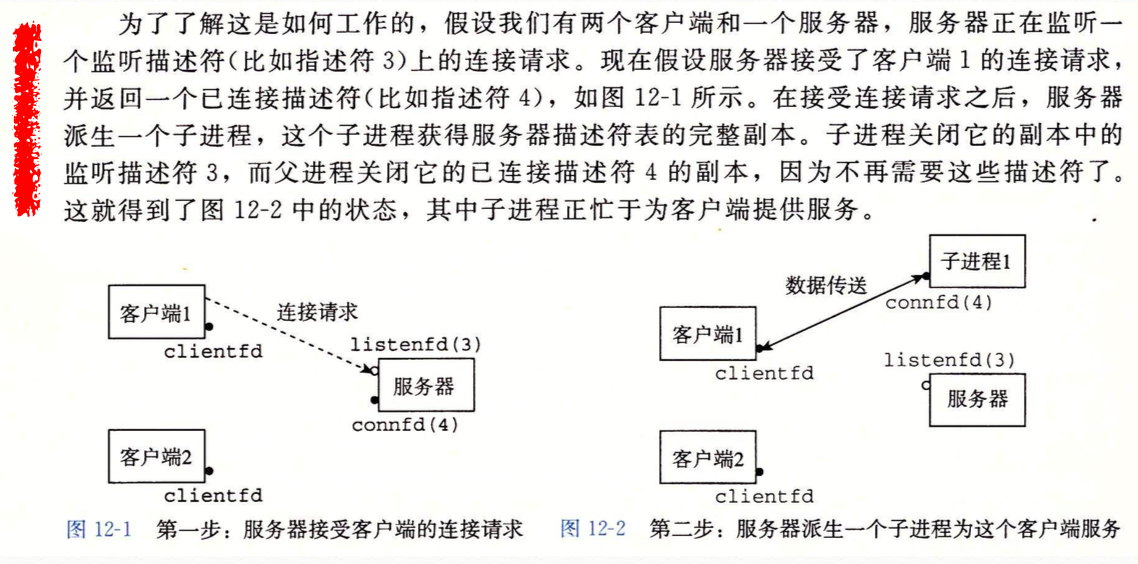 为了了解这是如何工作的，假设我们有两个客户端和一个服务器，服务器正在监听一
个监听描述符(比如指述符 3)上的连接请求。现在假设服务器接受了客户端 1 的连接请求，
并返回一个已连接描述符(比如指述符 4)，如图 12-1 所示。在接受连接请求之后，服务器
派生一个子进程，这个子进程获得服务器描述符表的完整副本。子进程关闭它的副本中的
监听描述符 3，而父进程关闭它的已连接描述符 4 的副本，因为不再需要这些描述符了。
这就得到了图 12-2 中的状态，其中子进程正忙于为客户端提供服务。
客户端1
clientfd
连接请求
listenfd(3)
服务器
connfd(4)
客户端2
clientfd
图 12-1 第一步：服务器接受客户端的连接请求
子进程1
数据传送
connfd(4)
客户端1
clientfd
listenfd(3)
服务器
客户端2
clientfd
图 12-2 第二步：服务器派生一个子进程为这个客户端服务